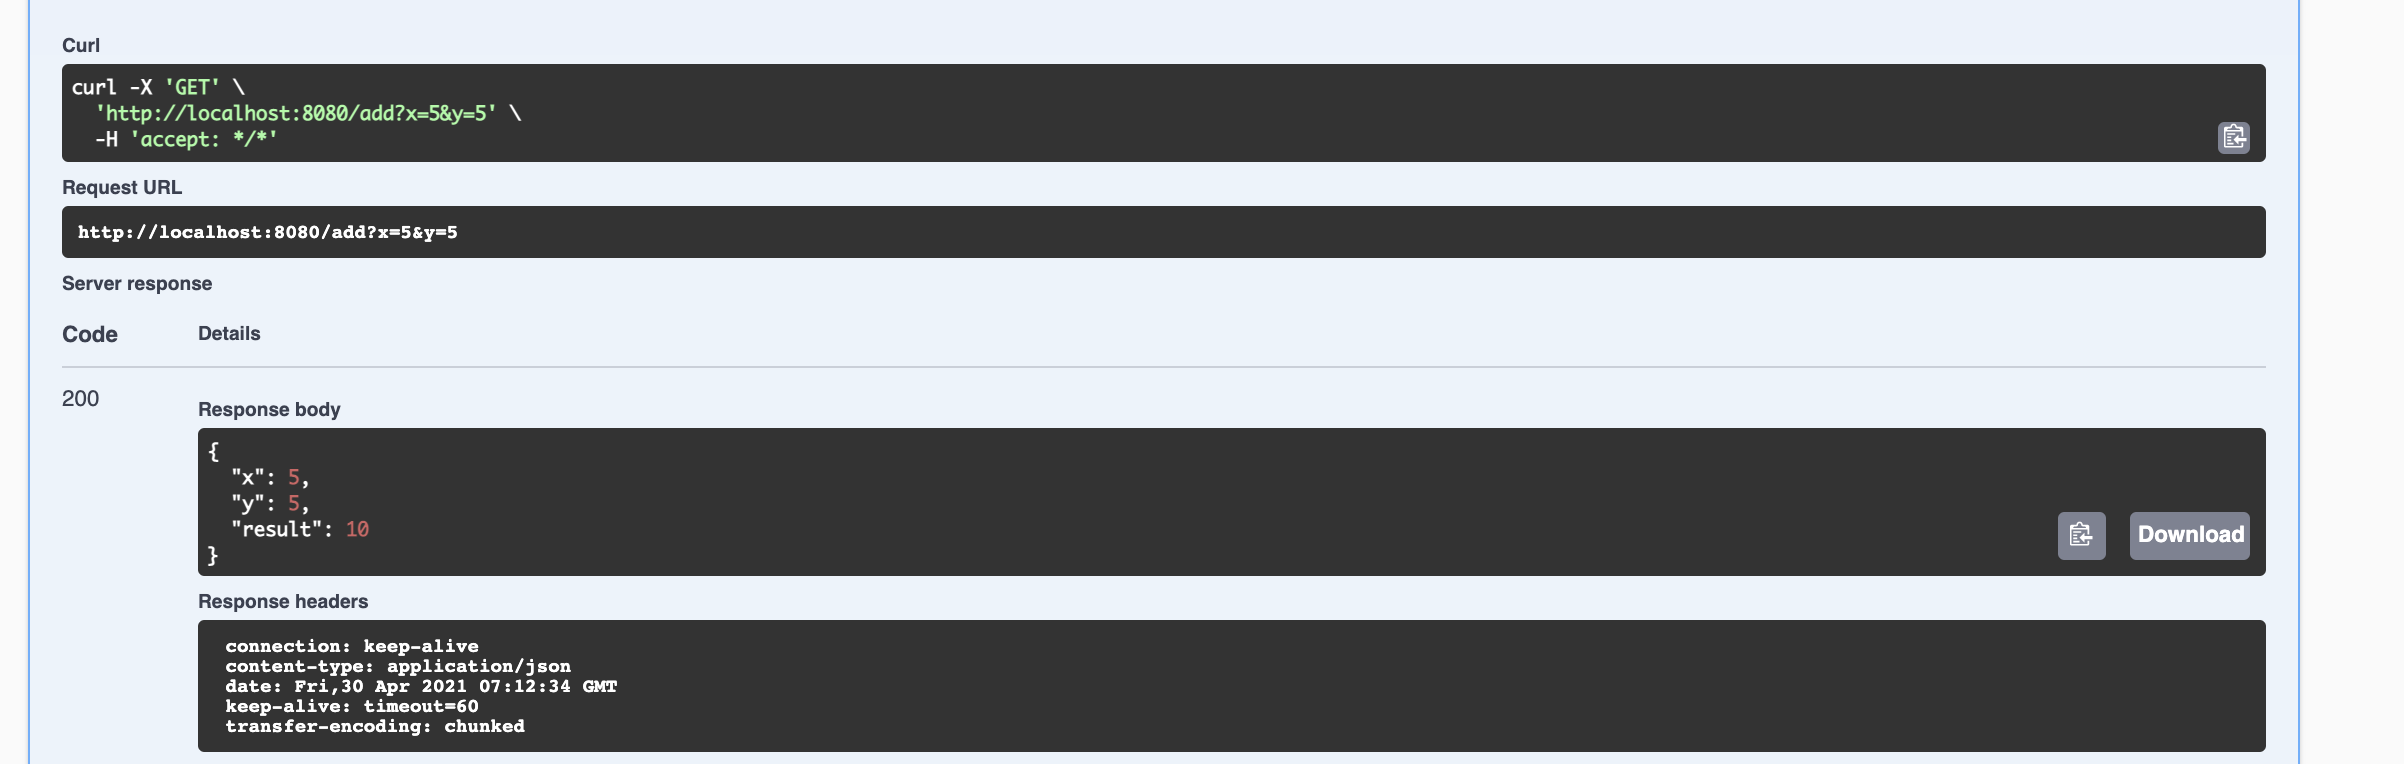 Curl
curl -X 'GET' \
  'http://localhost:8080/add?x=5&y=5' \
  -H 'accept: */*'
Request URL
http://localhost:8080/add?x=5&y=5
Server response
Code Details
200
Response body
{
  "x": 5,
  "y": 5,
  "result": 10
}
Download
Response headers
connection: keep-alive
content-type: application/json
date: Fri,30 Apr 2021 07:12:34 GMT
keep-alive: timeout=60
transfer-encoding: chunked